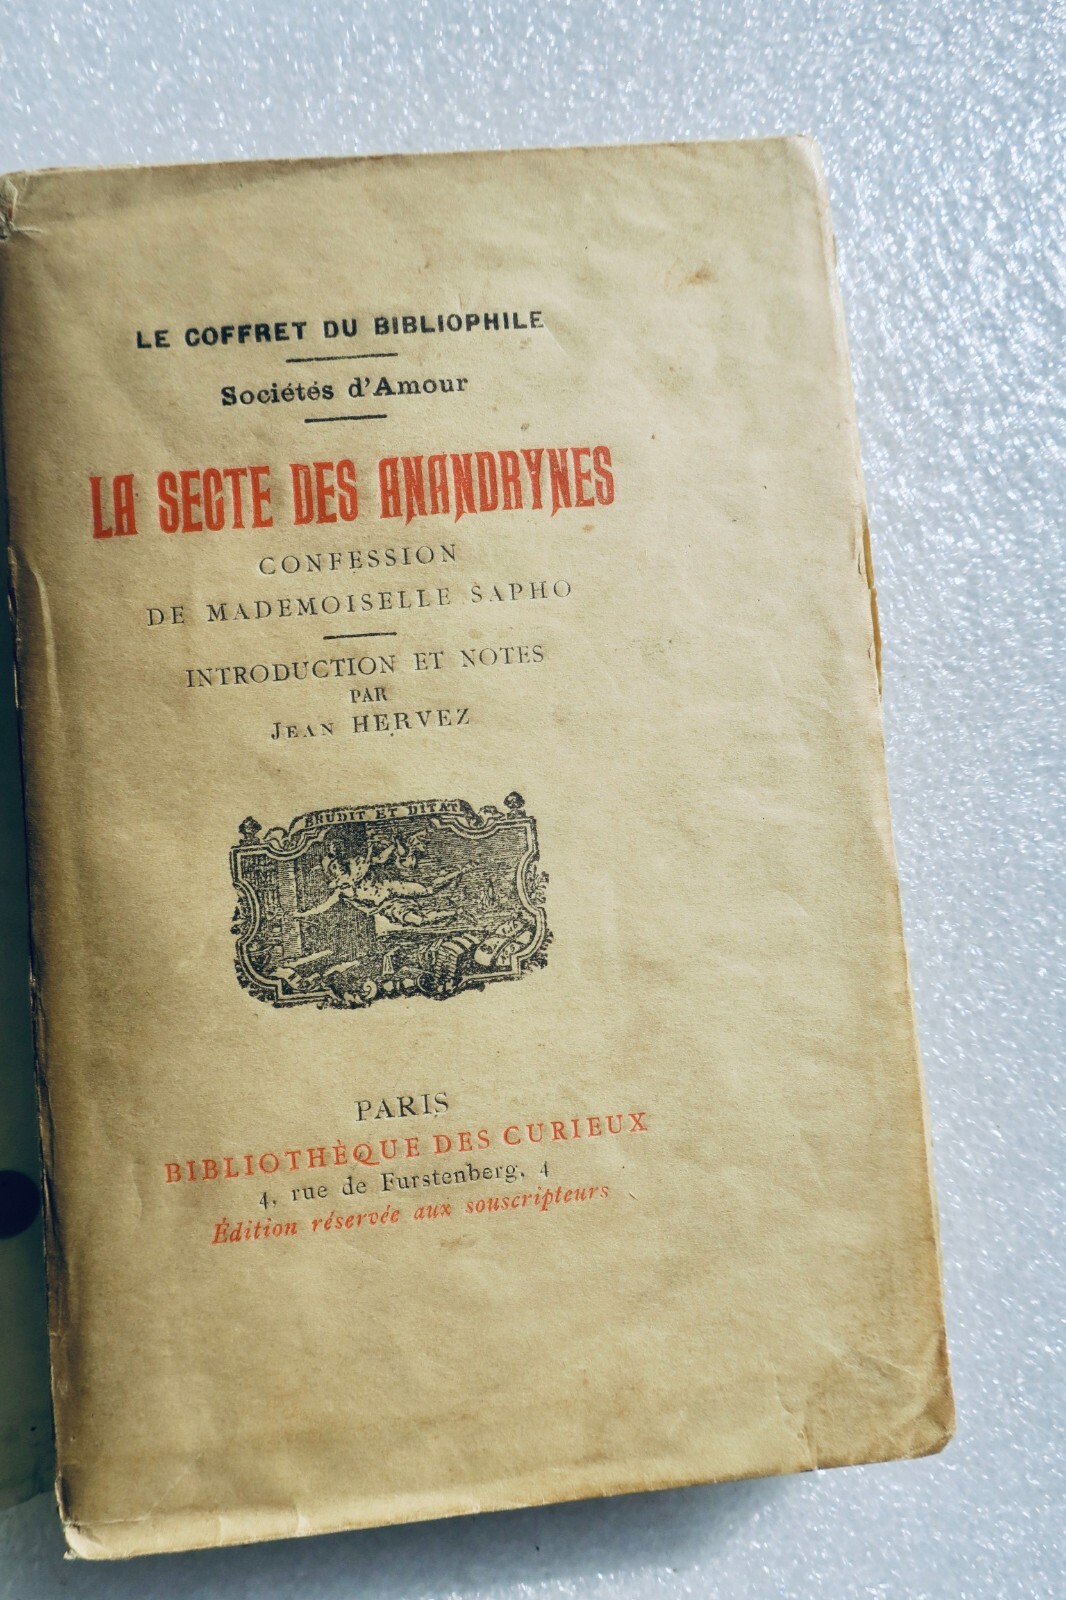 LE COFFRET DU BIBLIOPHILE
Sociétés d'Amour
LA SECTE DES ANANDRYNES
CONFESSION
DE MADEMOISELLE SAPHO
INTRODUCTION ET NOTES
PAR
JEAN HERVEZ
ERUDIT ET DITAT
PARIS
BIBLIOTHÈQUE DES CURIEUX
4, rue de Furstenberg, 4
Édition réservée aux souscripteurs